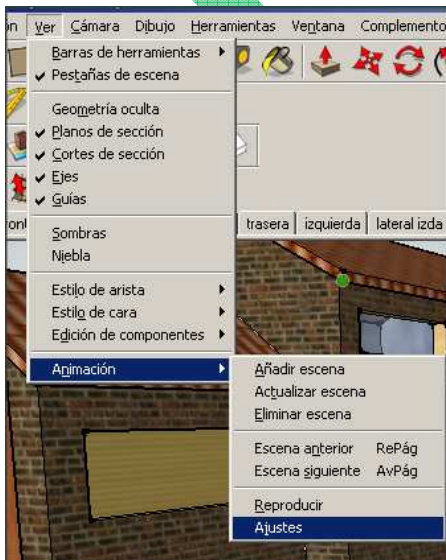 Ver Cámara Dibujo Herramientas Ventana Complemento
Barras de herramientas
Pestañas de escena
Geometría oculta
Planos de sección
Cortes de sección
Ejes
Guías
trasera izquierda lateral izda
Sombras
Niebla
Estilo de arista
Estilo de cara
Edición de componentes
Animación
Añadir escena
Actualizar escena
Eliminar escena
Escena anterior RePág
Escena siguiente AvPág
Reproducir
Ajustes